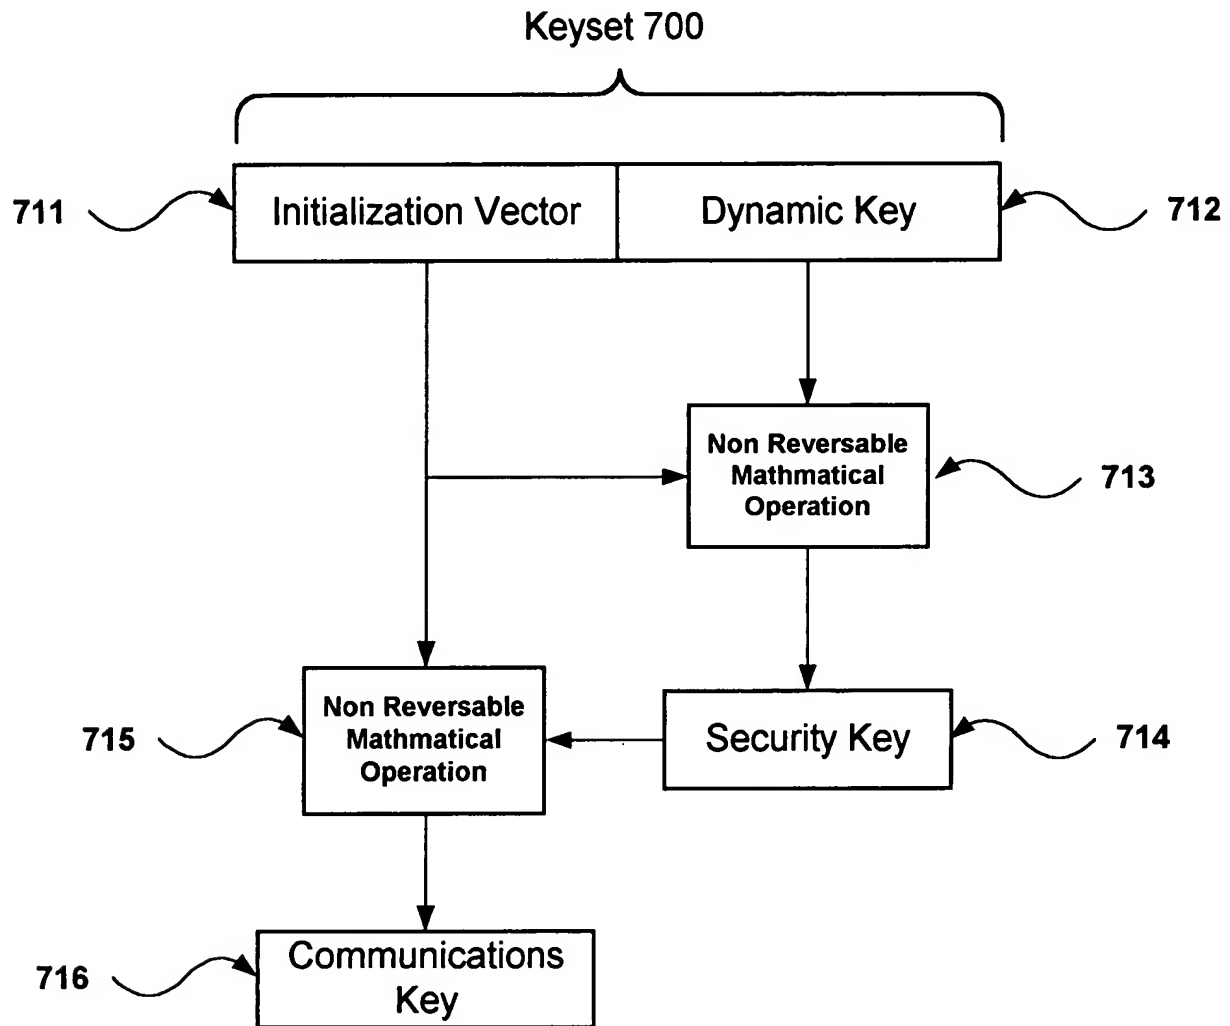 Keyset 700
711
Initialization Vector
Dynamic Key
712
Non Reversable
Mathmatical
Operation
713
715
Non Reversable
Mathmatical
Operation
Security Key
714
716
Communications
Key